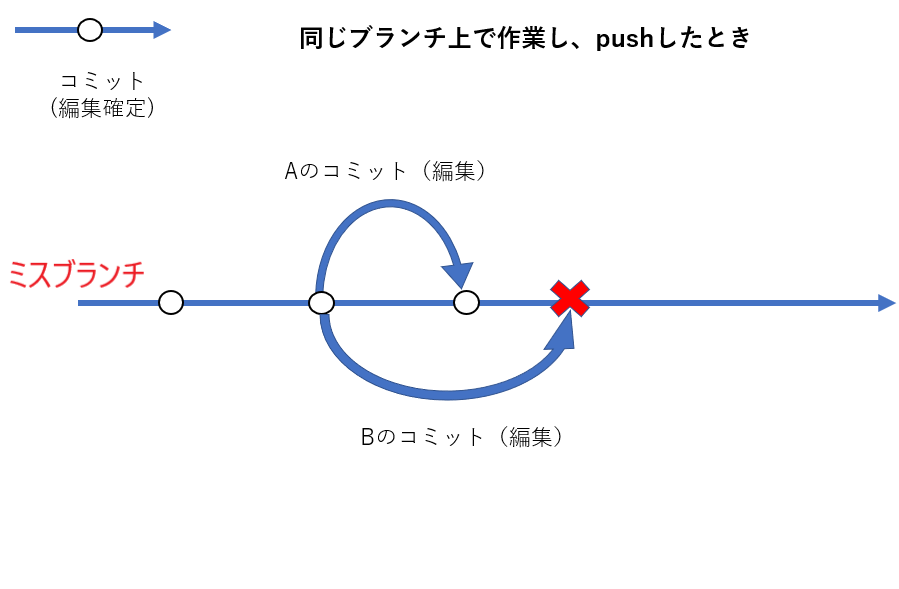 同じブランチ上で作業し、pushしたとき
コミット
(編集確定)
Aのコミット（編集）
ミスブランチ
Bのコミット（編集）